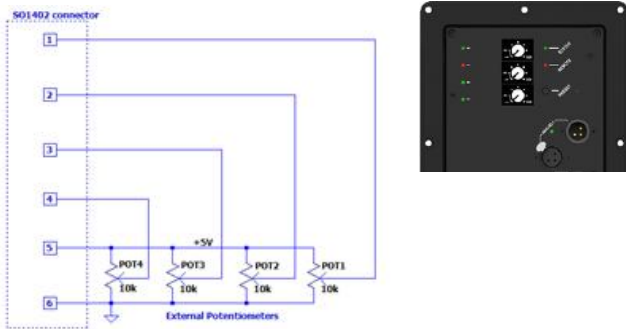 SO1402 connector
1
2
3
4
5
+5V
POT4
POT3
POT2
POT1
10k
10k
10k
10k
6
External Potentiometers